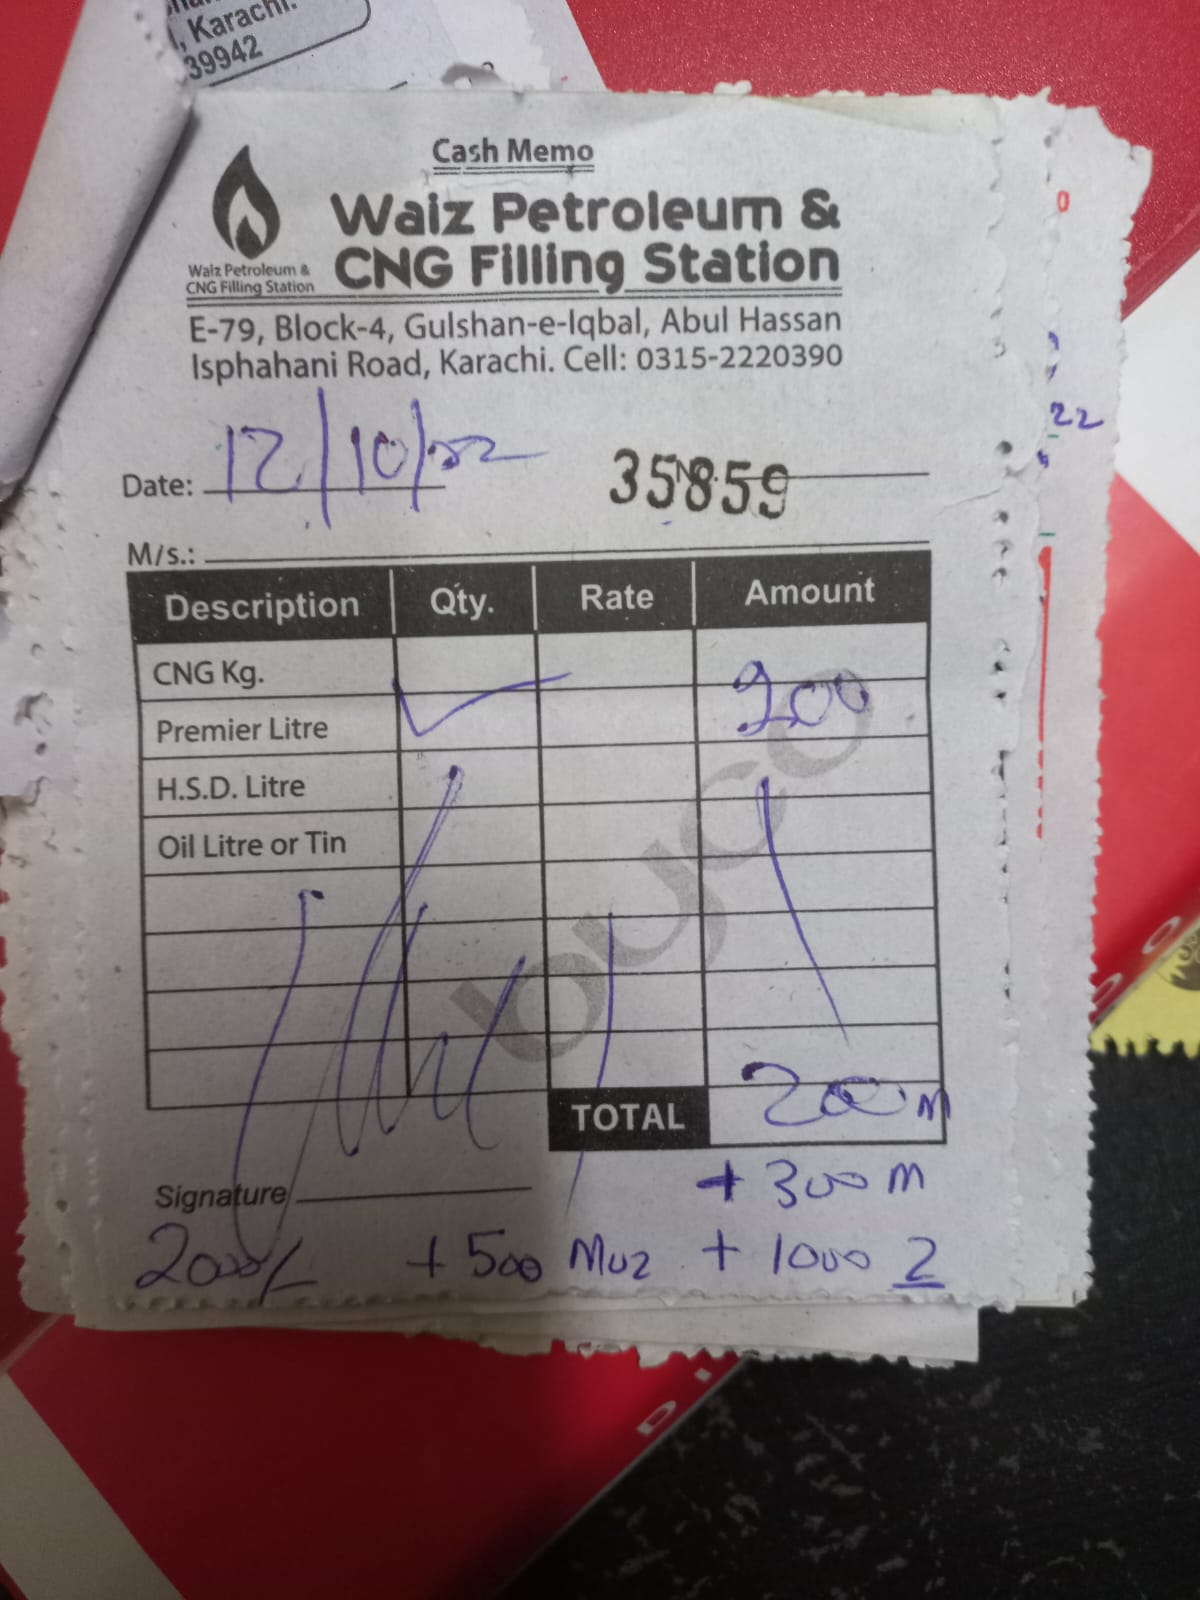 , Karachi.
39942
Cash Memo
Waiz Petroleum &
CNG Filling Station
Waiz Petroleum &
CNG Filling Station
E-79, Block-4, Gulshan-e-Iqbal, Abul Hassan
Isphahani Road, Karachi. Cell: 0315-2220390
Date: 12/10/22 35859
22
M/s.:
Description Qty. Rate Amount
CNG Kg.
Premier Litre 200
H.S.D. Litre
Oil Litre or Tin
byco
TOTAL 200 M
Signature + 300 M
2000/- + 500 Muz + 1000 2